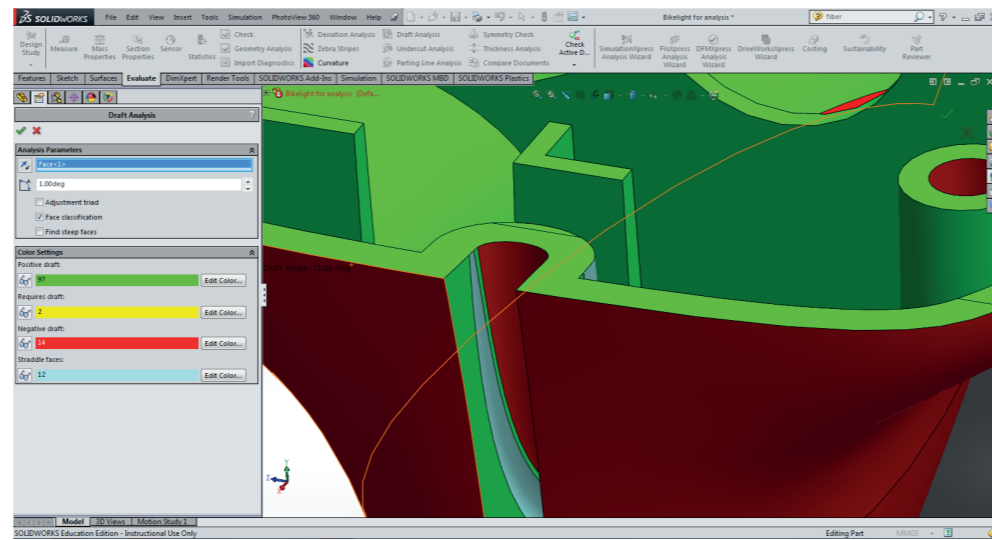 SOLIDWORKS File Edit View Insert Tools Simulation PhotoView 360 Window Help Bikelight for analysis * fiber
Design Study Measure Mass Properties Section Properties Sensor Statistics Check Geometry Analysis Import Diagnostics Deviation Analysis Zebra Stripes Curvature Draft Analysis Undercut Analysis Parting Line Analysis Symmetry Check Thickness Analysis Compare Documents Check Active D... SimulationXpress Analysis Wizard FloXpress Analysis Wizard DFMXpress Analysis Wizard DriveWorksXpress Wizard Costing Sustainability Part Reviewer
Features Sketch Surfaces Evaluate DimXpert Render Tools SOLIDWORKS Add-Ins Simulation SOLIDWORKS MBD SOLIDWORKS Plastics
Bikelight for analysis (Defa...
Draft Analysis ?
Analysis Parameters
Face<1>
1.00deg
Adjustment triad
Face classification
Find steep faces
Color Settings
Positive draft:
97 Edit Color...
Requires draft:
2 Edit Color...
Negative draft:
14 Edit Color...
Straddle faces:
12 Edit Color...
Y
Z
X
Model 3D Views Motion Study 1
SOLIDWORKS Education Edition - Instructional Use Only Editing Part MMGS